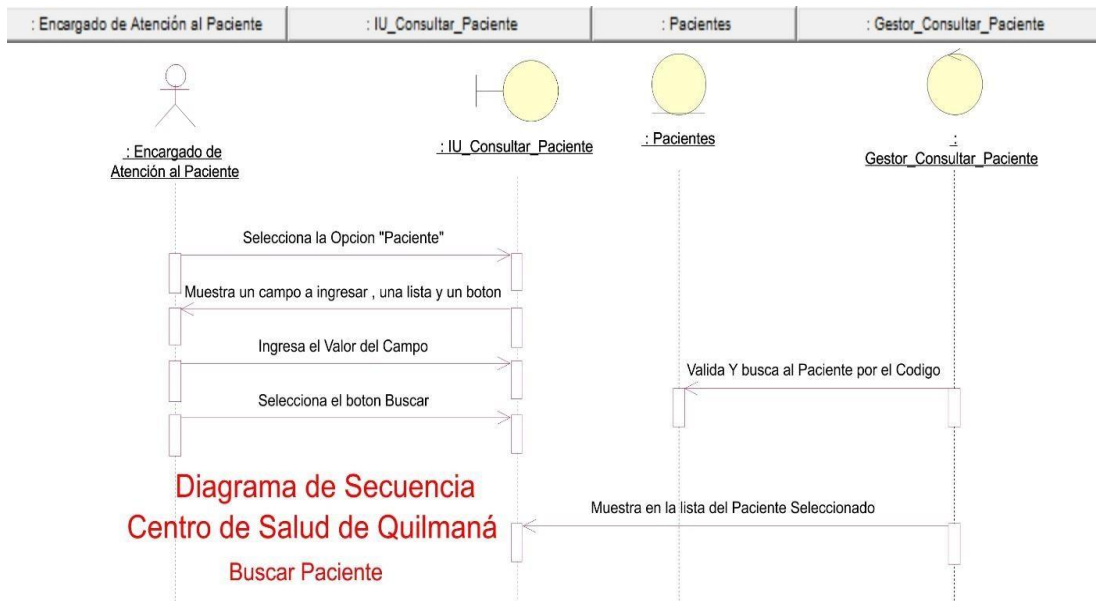 : Encargado de Atención al Paciente
: IU_Consultar_Paciente
: Pacientes
: Gestor_Consultar_Paciente
: Encargado de
Atención al Paciente
: IU_Consultar_Paciente
: Pacientes
:
Gestor_Consultar_Paciente
Selecciona la Opcion "Paciente"
Muestra un campo a ingresar , una lista y un boton
Ingresa el Valor del Campo
Valida Y busca al Paciente por el Codigo
Selecciona el boton Buscar
Diagrama de Secuencia
Centro de Salud de Quilmaná
Buscar Paciente
Muestra en la lista del Paciente Seleccionado